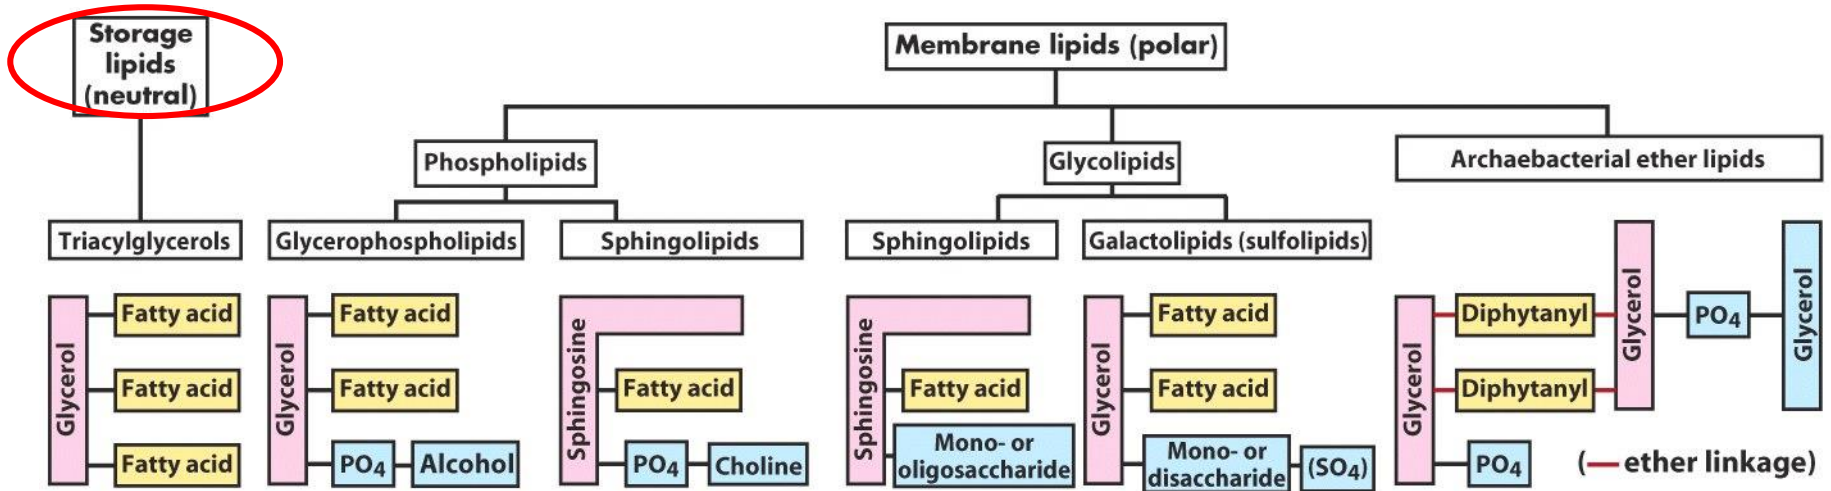 Storage
lipids
(neutral)
Membrane lipids (polar)
Phospholipids
Glycolipids
Archaebacterial ether lipids
Triacylglycerols
Glycerophospholipids
Sphingolipids
Sphingolipids
Galactolipids (sulfolipids)
Glycerol
Fatty acid
Fatty acid
Fatty acid
Glycerol
Fatty acid
Fatty acid
PO4
Alcohol
Sphingosine
Fatty acid
PO4
Choline
Sphingosine
Fatty acid
Mono- or
oligosaccharide
Glycerol
Fatty acid
Fatty acid
Mono- or
disaccharide
(SO4)
Glycerol
Diphytanyl
Diphytanyl
PO4
Glycerol
PO4
Glycerol
(— ether linkage)